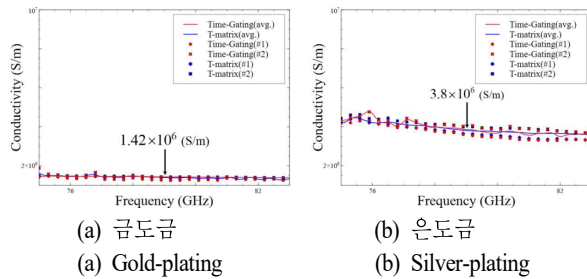 10⁷
Conductivity (S/m)
2×10⁶
Time-Gating(avg.)
T-matrix(avg.)
Time-Gating(#1)
Time-Gating(#2)
T-matrix(#1)
T-matrix(#2)
1.42×10⁶ (S/m)
76
82
Frequency (GHz)
(a) 금도금
(a) Gold-plating
10⁷
Conductivity (S/m)
2×10⁶
Time-Gating(avg.)
T-matrix(avg.)
Time-Gating(#1)
Time-Gating(#2)
T-matrix(#1)
T-matrix(#2)
3.8×10⁶ (S/m)
76
82
Frequency (GHz)
(b) 은도금
(b) Silver-plating